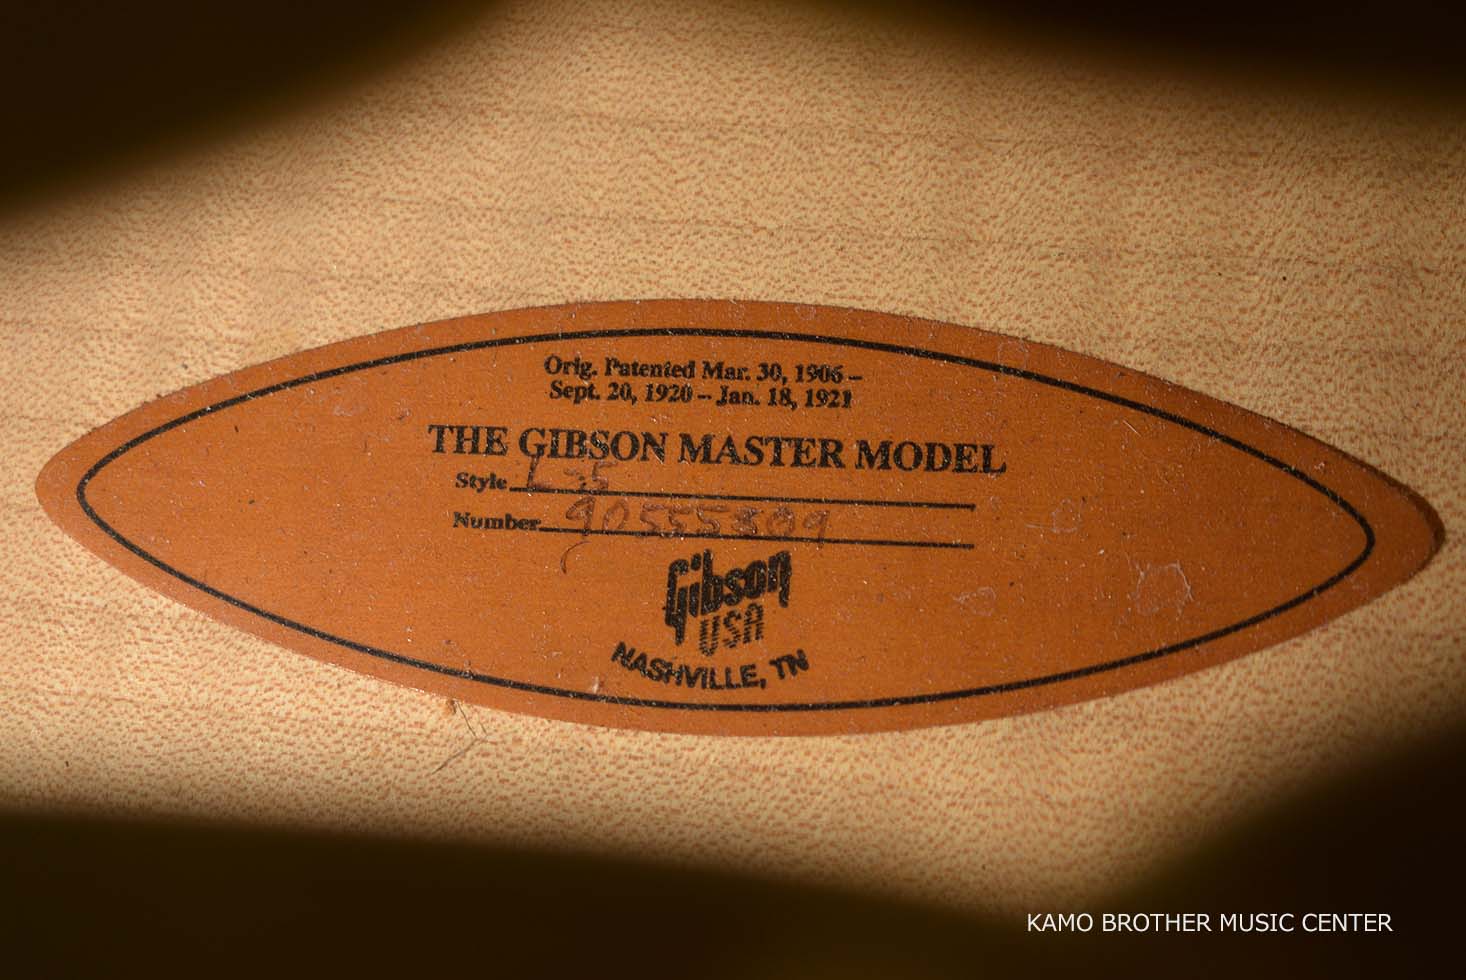 Orig. Patented Mar. 30, 1906 –
Sept. 20, 1920 – Jan. 18, 1921
THE GIBSON MASTER MODEL
Style L-5
Number 90555309
Gibson
USA
NASHVILLE, TN
KAMO BROTHER MUSIC CENTER